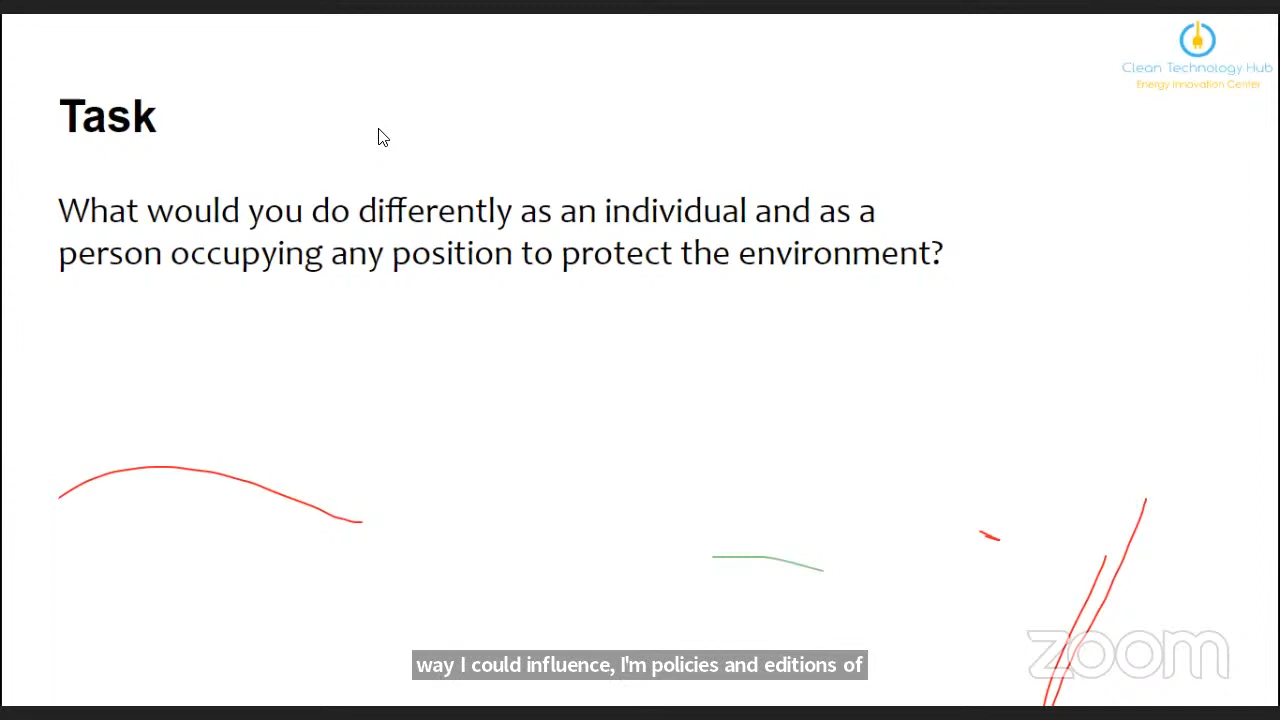 Clean Technology Hub
Energy Innovation Center
Task
What would you do differently as an individual and as a
person occupying any position to protect the environment?
zoom
way I could influence, I'm policies and editions of